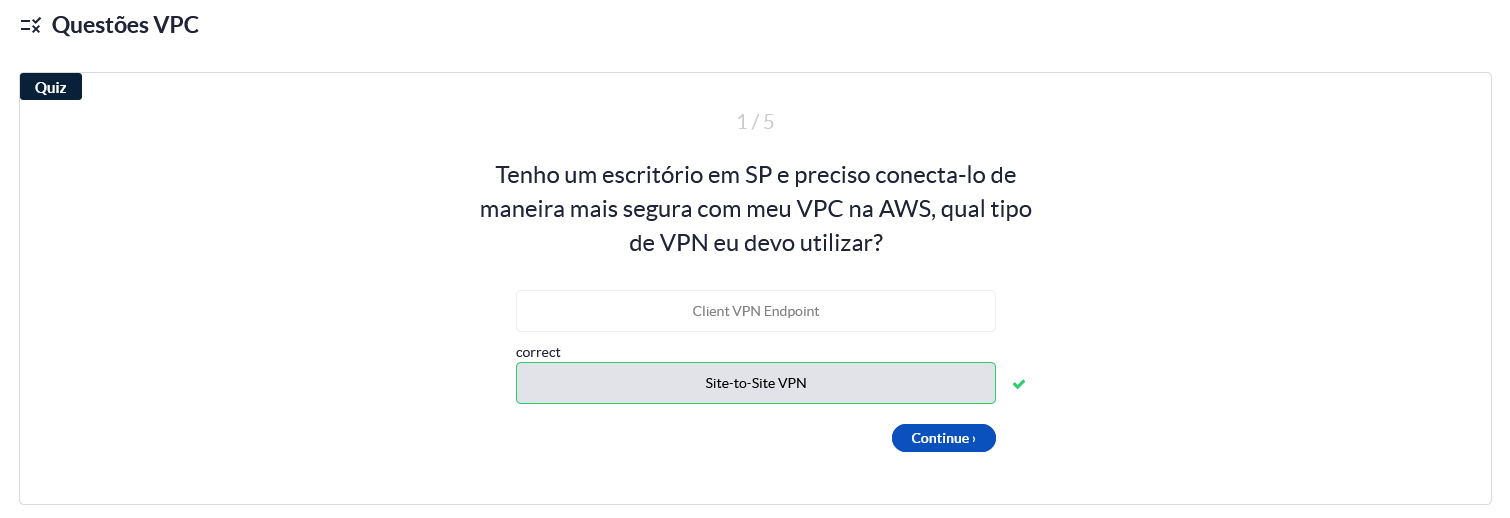 Questões VPC
Quiz
1 / 5
Tenho um escritório em SP e preciso conecta-lo de
maneira mais segura com meu VPC na AWS, qual tipo
de VPN eu devo utilizar?
Client VPN Endpoint
correct
Site-to-Site VPN
Continue ›